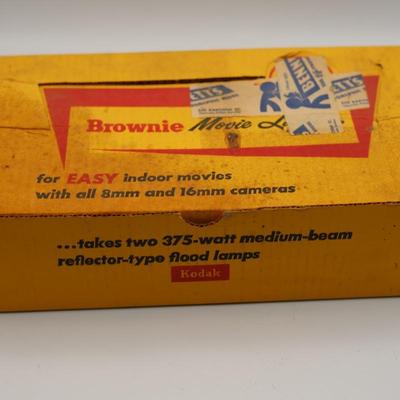 Brownie Movie
for EASY indoor movies
with all 8mm and 16mm cameras
...takes two 375-watt medium-beam
reflector-type flood lamps
Kodak